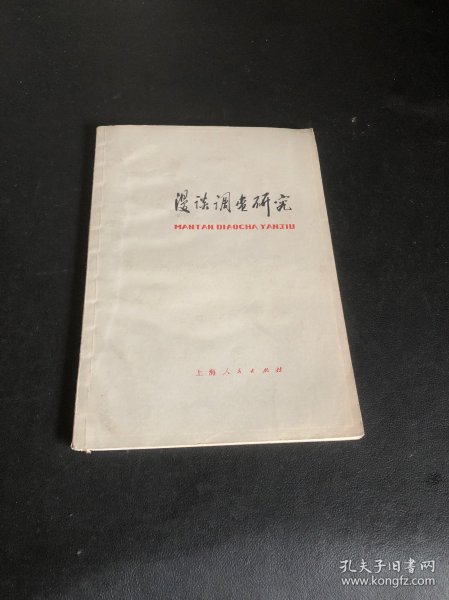 漫谈调查研究
MANTAN DIAOCHA YANJIU
上海人民出版社
孔夫子旧书网
www.kongfz.com